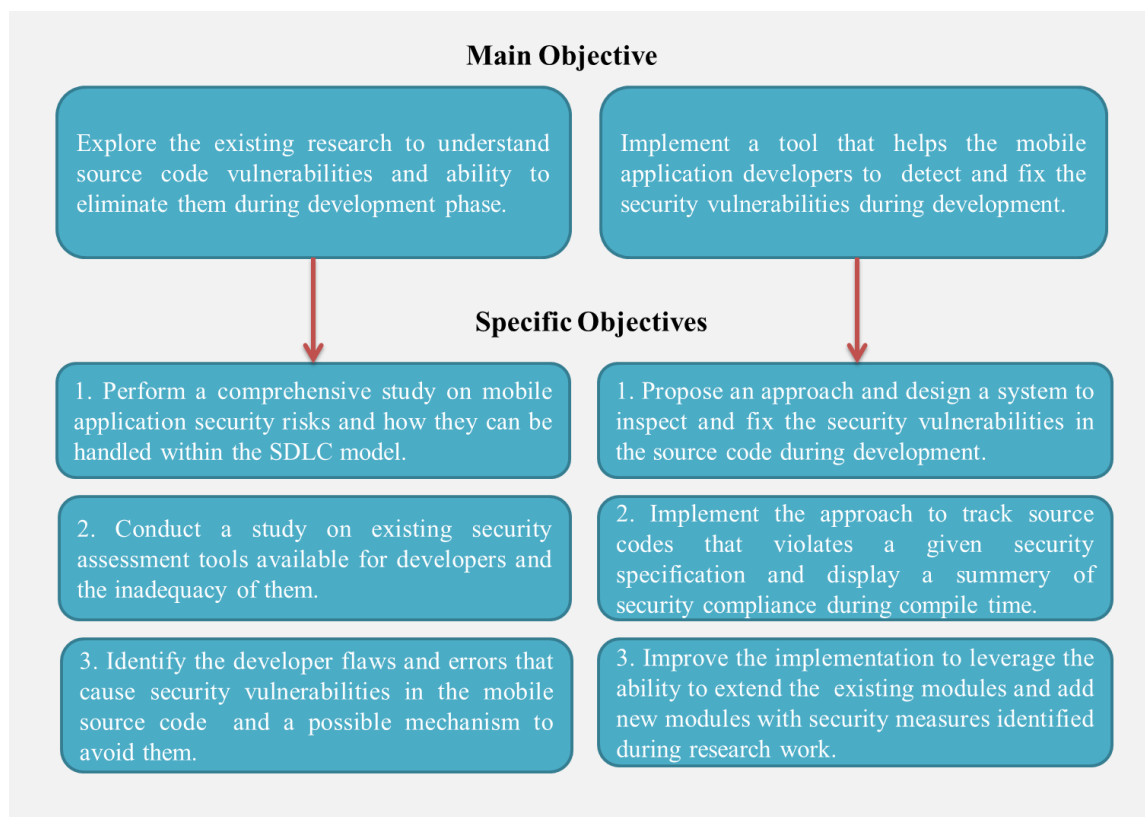 Main Objective
Explore the existing research to understand
source code vulnerabilities and ability to
eliminate them during development phase.
Implement a tool that helps the mobile
application developers to detect and fix the
security vulnerabilities during development.
Specific Objectives
1. Perform a comprehensive study on mobile
application security risks and how they can be
handled within the SDLC model.
2. Conduct a study on existing security
assessment tools available for developers and
the inadequacy of them.
3. Identify the developer flaws and errors that
cause security vulnerabilities in the mobile
source code and a possible mechanism to
avoid them.
1. Propose an approach and design a system to
inspect and fix the security vulnerabilities in
the source code during development.
2. Implement the approach to track source
codes that violates a given security
specification and display a summery of
security compliance during compile time.
3. Improve the implementation to leverage the
ability to extend the existing modules and add
new modules with security measures identified
during research work.